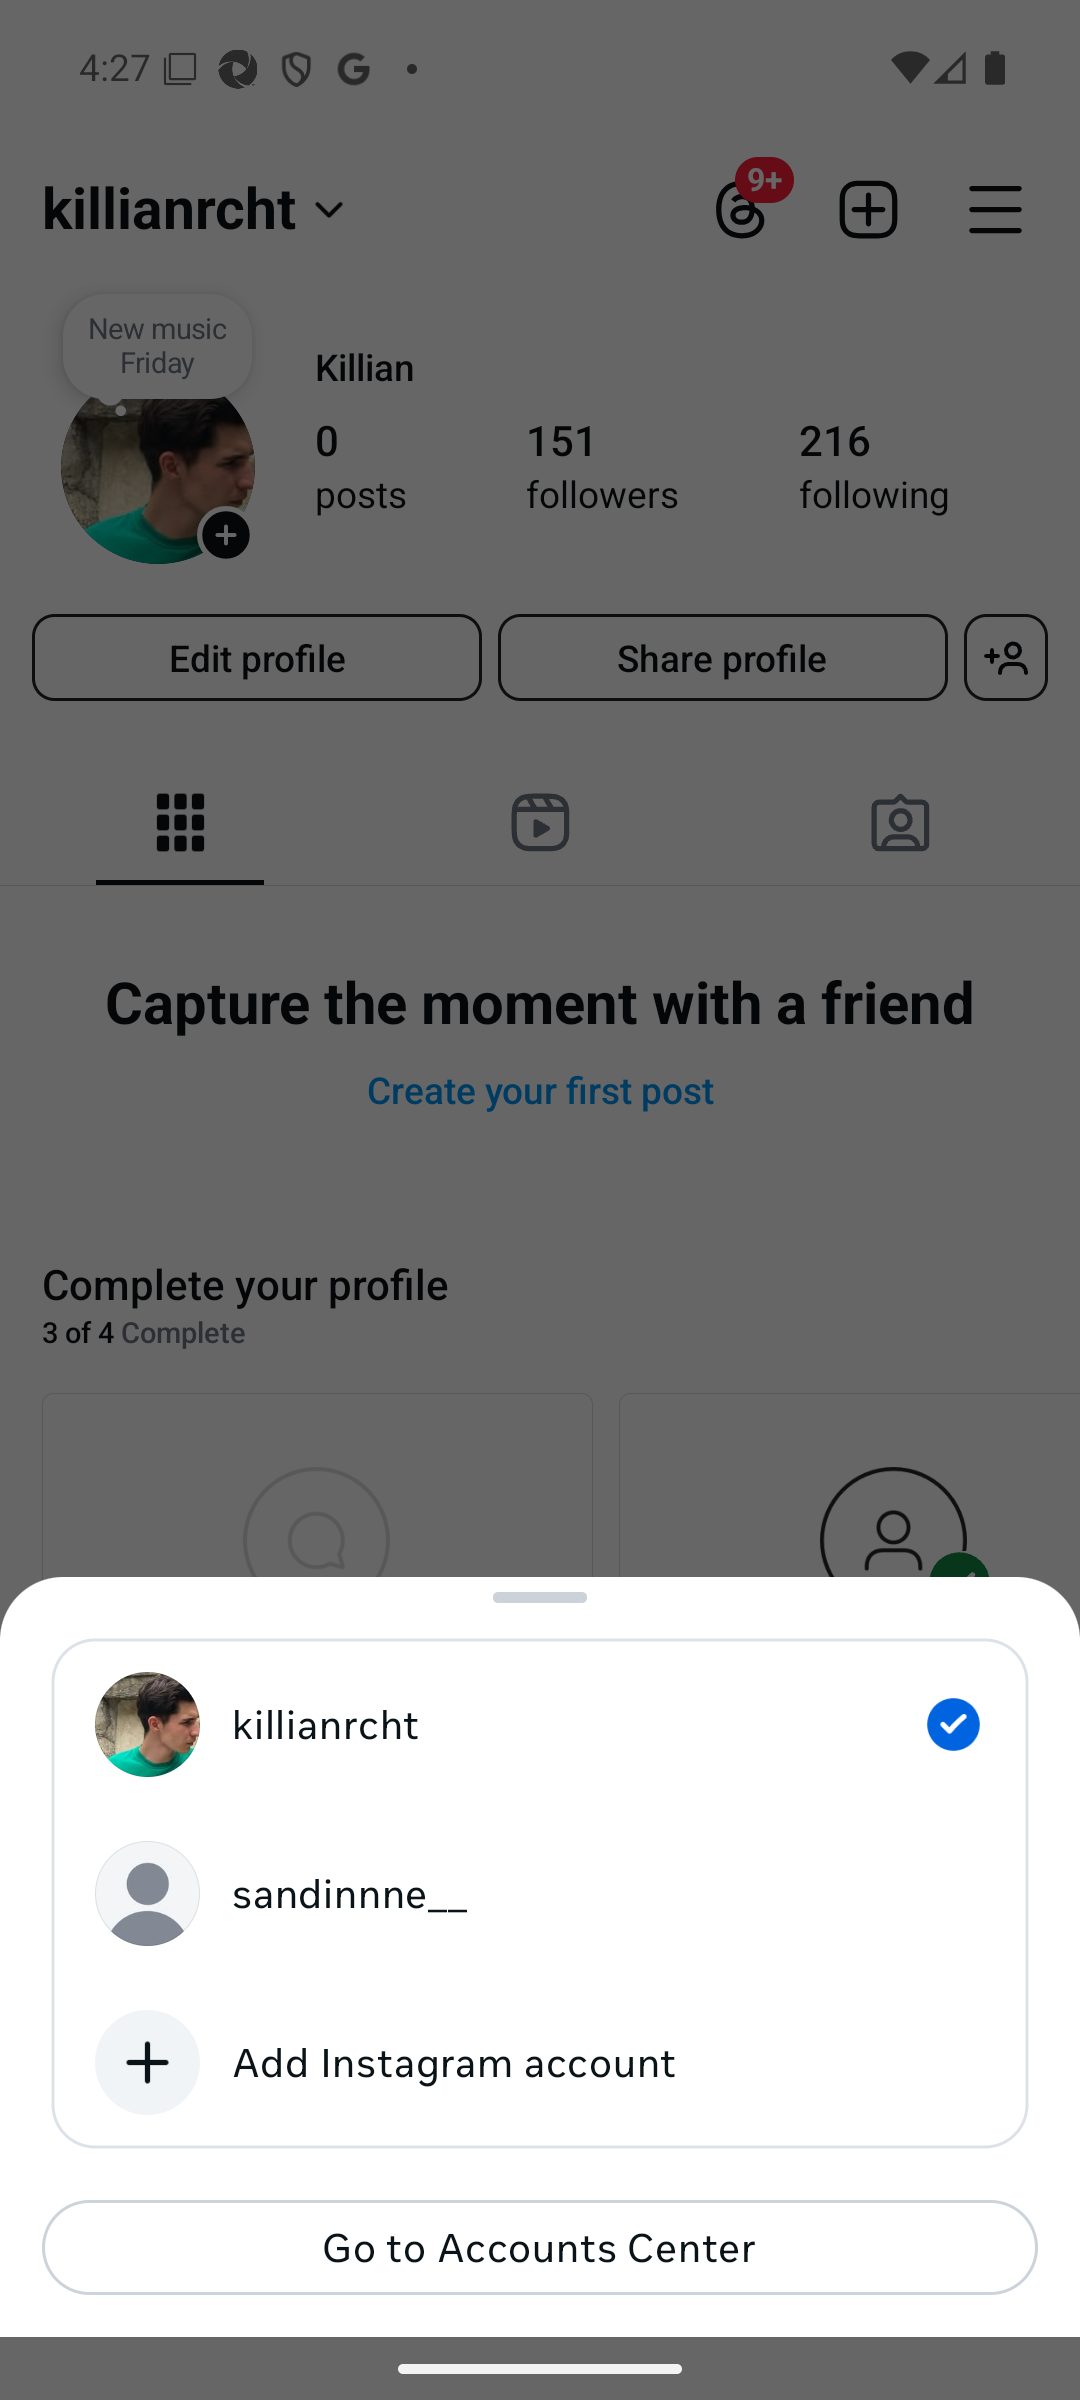 4:27
killianrcht
9+
New music
Friday
Killian
0
posts
151
followers
216
following
Edit profile
Share profile
Capture the moment with a friend
Create your first post
Complete your profile
3 of 4 Complete
killianrcht
sandinnne__
Add Instagram account
Go to Accounts Center